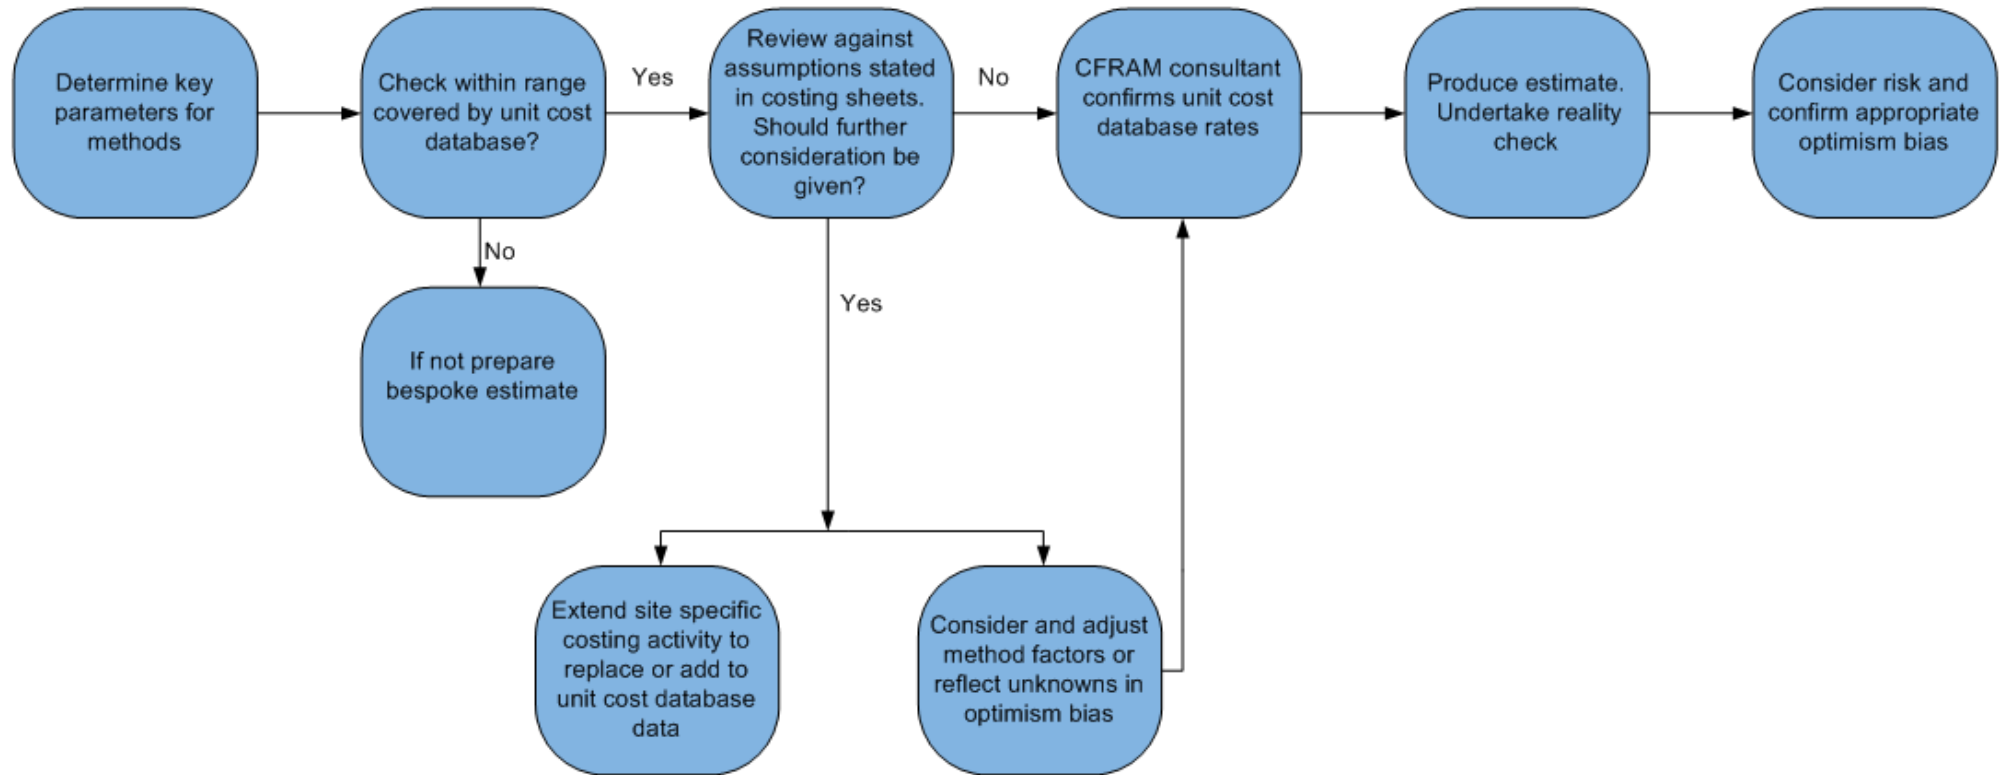 Determine key
parameters for
methods
Check within range
covered by unit cost
database?
Yes
Review against
assumptions stated
in costing sheets.
Should further
consideration be
given?
No
CFRAM consultant
confirms unit cost
database rates
Produce estimate.
Undertake reality
check
Consider risk and
confirm appropriate
optimism bias
No
If not prepare
bespoke estimate
Yes
Extend site specific
costing activity to
replace or add to
unit cost database
data
Consider and adjust
method factors or
reflect unknowns in
optimism bias